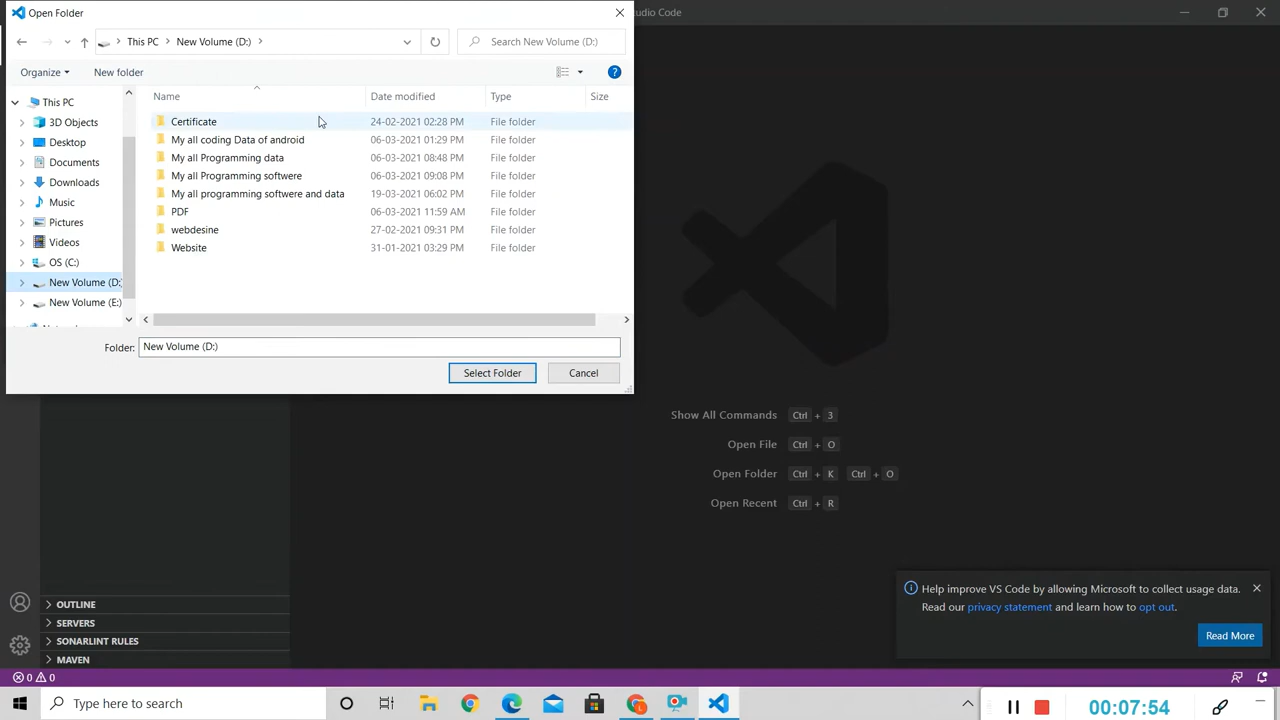 Open Folder
udio Code
This PC
New Volume (D:)
Search New Volume (D:)
Organize
New folder
?
Name
Date modified
Type
Size
This PC
3D Objects
Desktop
Documents
Downloads
Music
Pictures
Videos
OS (C:)
New Volume (D:
New Volume (E:)
Certificate 24-02-2021 02:28 PM File folder
My all coding Data of android 06-03-2021 01:29 PM File folder
My all Programming data 06-03-2021 08:48 PM File folder
My all Programming softwere 06-03-2021 09:08 PM File folder
My all programming softwere and data 19-03-2021 06:02 PM File folder
PDF 06-03-2021 11:59 AM File folder
webdesine 27-02-2021 09:31 PM File folder
Website 31-01-2021 03:29 PM File folder
Folder: New Volume (D:)
Select Folder
Cancel
Show All Commands Ctrl + 3
Open File Ctrl + O
Open Folder Ctrl + K Ctrl + O
Open Recent Ctrl + R
OUTLINE
SERVERS
SONARLINT RULES
MAVEN
Help improve VS Code by allowing Microsoft to collect usage data.
Read our privacy statement and learn how to opt out.
Read More
0 0
Type here to search
00:07:54